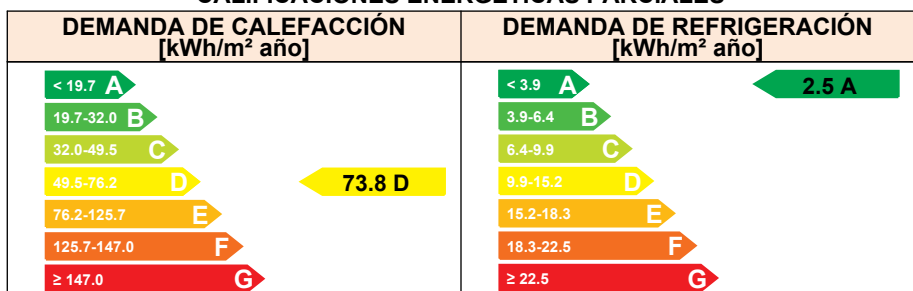 CALIFICACIONES ENERGÉTICAS PARCIALES
DEMANDA DE CALEFACCIÓN
[kWh/m² año]
DEMANDA DE REFRIGERACIÓN
[kWh/m² año]
< 19.7 A
19.7-32.0 B
32.0-49.5 C
49.5-76.2 D
73.8 D
76.2-125.7 E
125.7-147.0 F
≥ 147.0 G
< 3.9 A
2.5 A
3.9-6.4 B
6.4-9.9 C
9.9-15.2 D
15.2-18.3 E
18.3-22.5 F
≥ 22.5 G